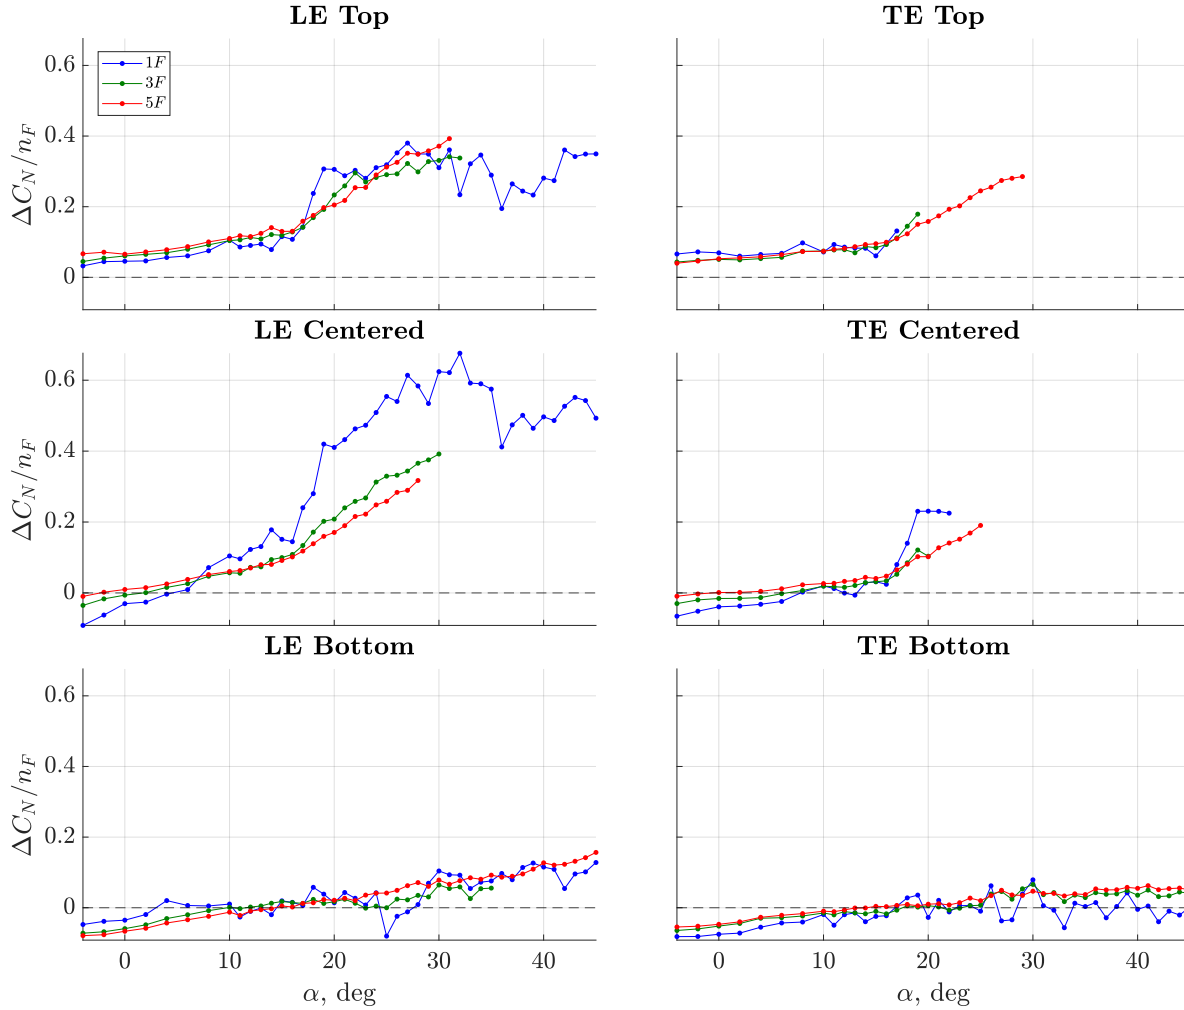 LE Top
TE Top
0.6
0.4
0.2
0
ΔC_N/n_F
1F
3F
5F
LE Centered
TE Centered
0.6
0.4
0.2
0
ΔC_N/n_F
LE Bottom
TE Bottom
0.6
0.4
0.2
0
ΔC_N/n_F
0 10 20 30 40
0 10 20 30 40
α, deg
α, deg